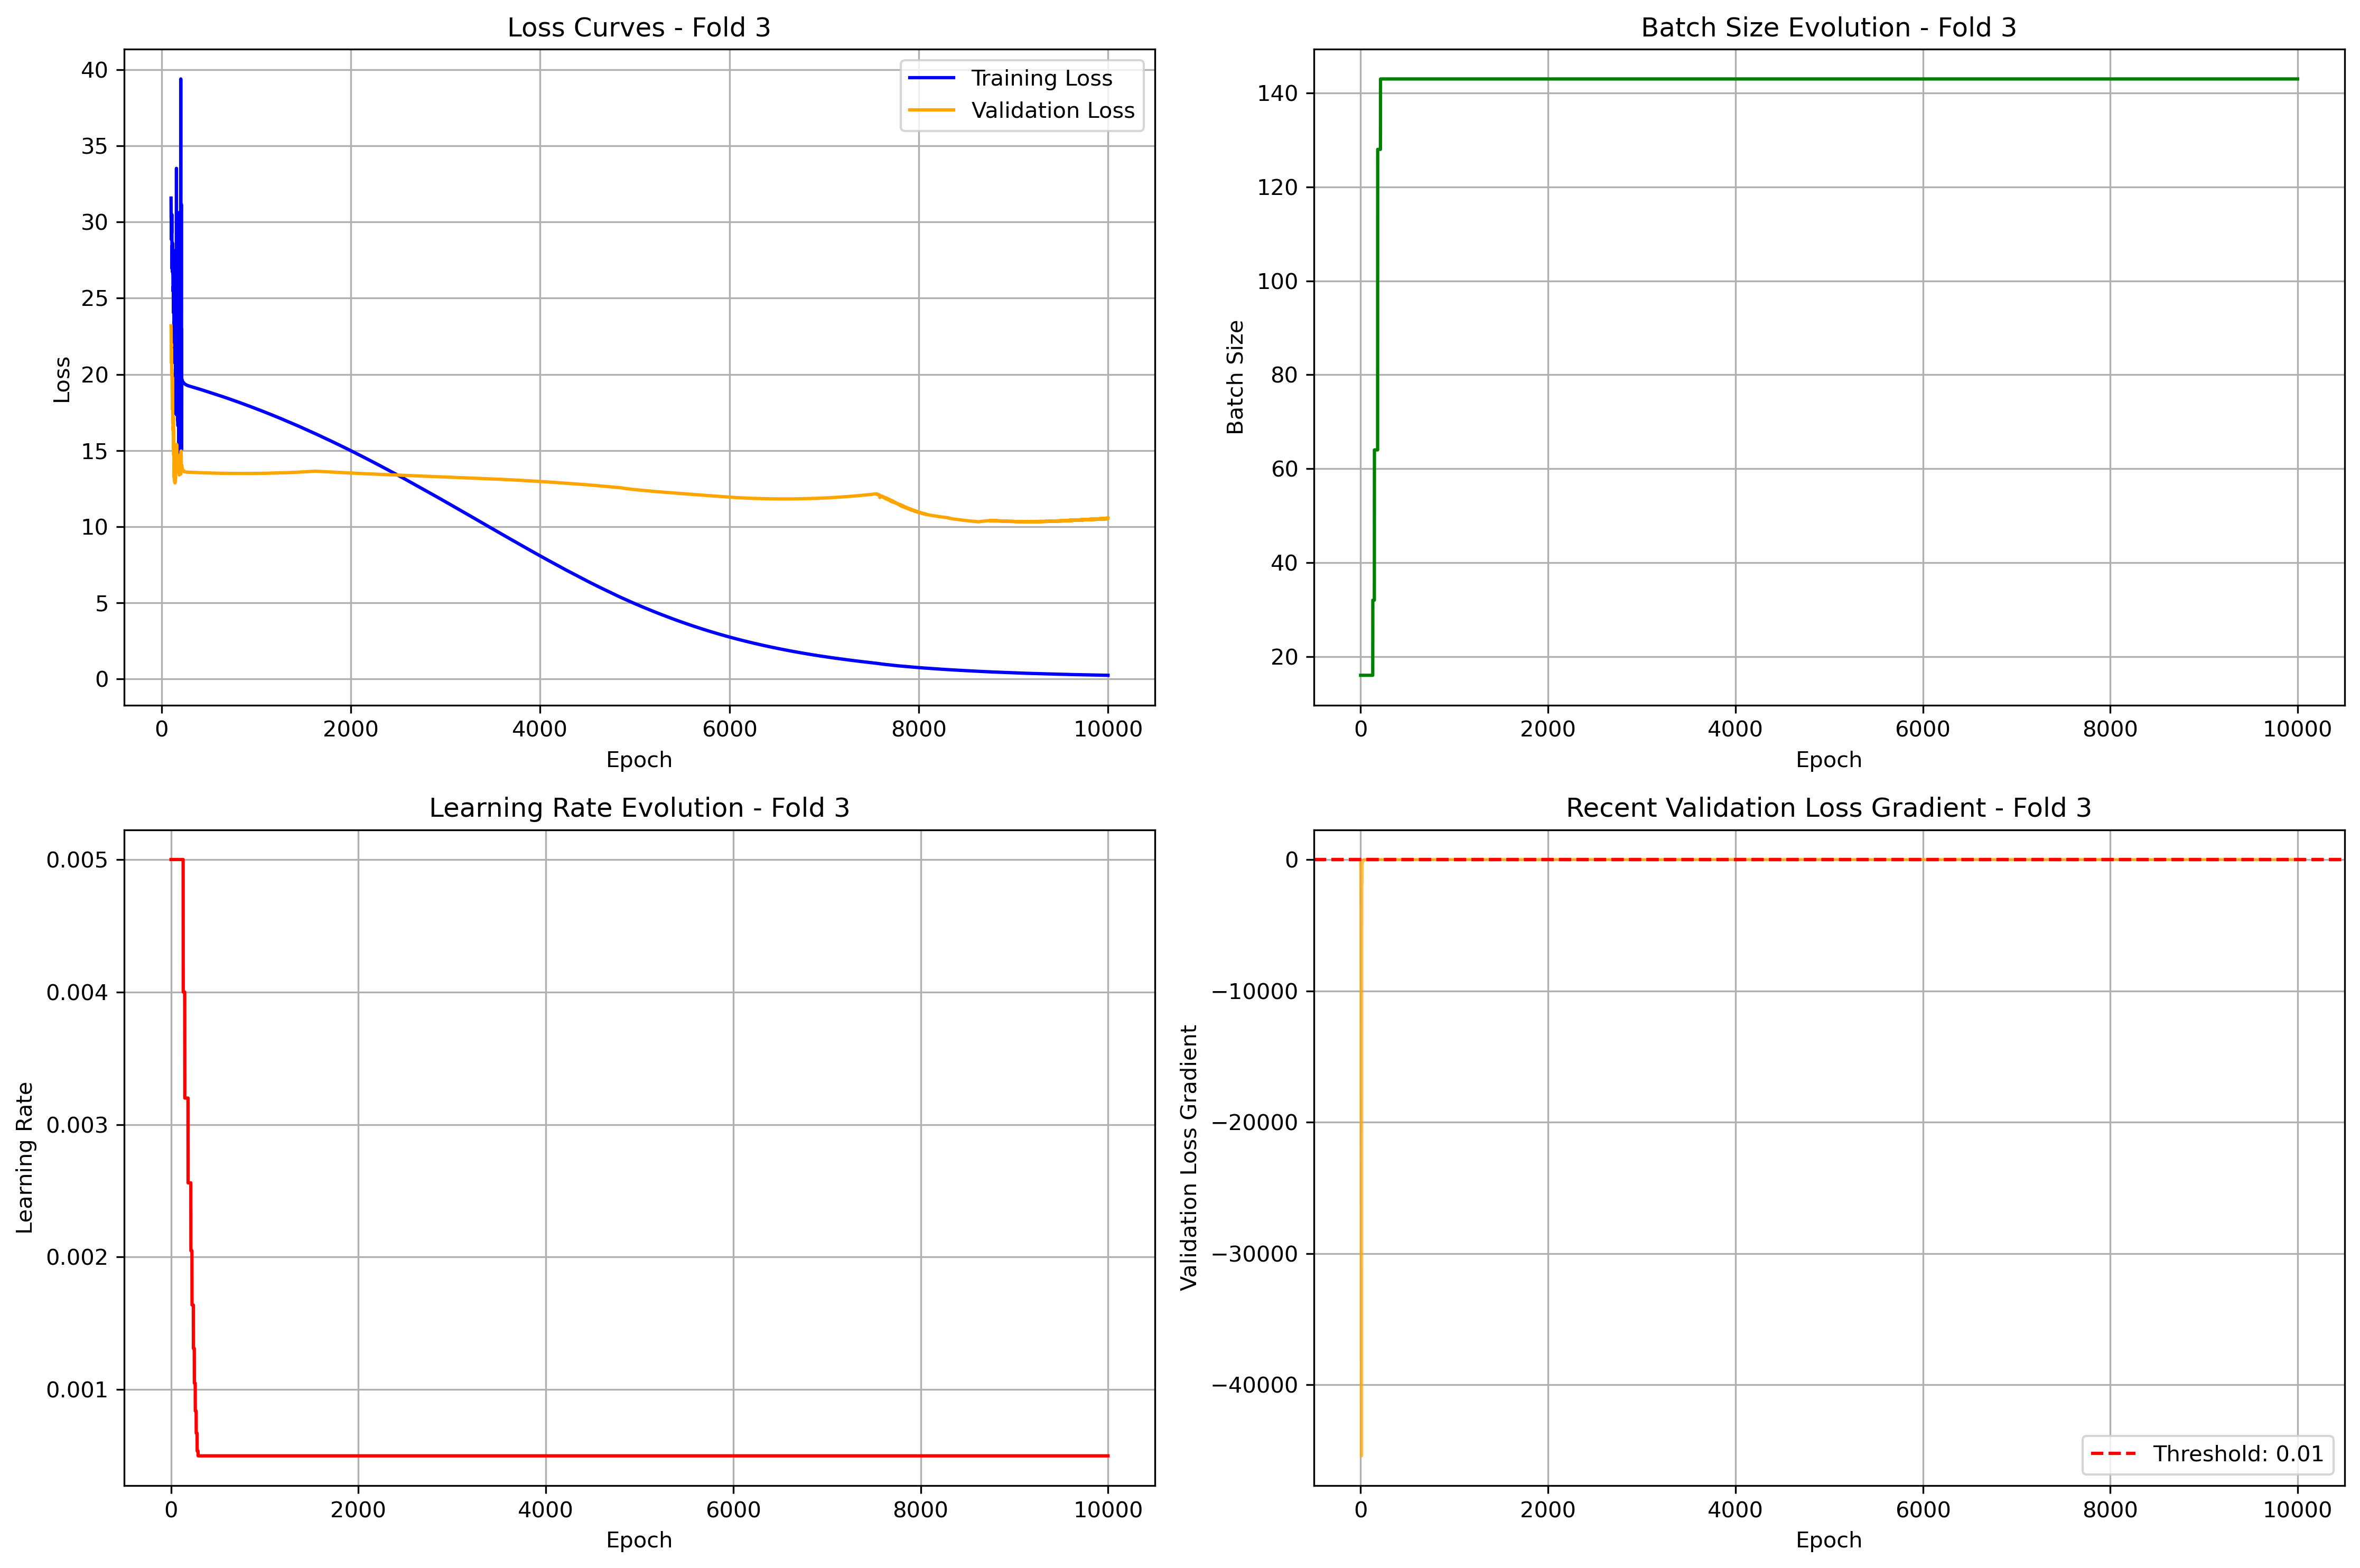 Loss Curves - Fold 3
40
35
30
25
20
15
10
5
0
Loss
Training Loss
Validation Loss
0 2000 4000 6000 8000 10000
Epoch
Batch Size Evolution - Fold 3
140
120
100
80
60
40
20
Batch Size
0 2000 4000 6000 8000 10000
Epoch
Learning Rate Evolution - Fold 3
0.005
0.004
0.003
0.002
0.001
Learning Rate
0 2000 4000 6000 8000 10000
Epoch
Recent Validation Loss Gradient - Fold 3
0
−10000
−20000
−30000
−40000
Validation Loss Gradient
Threshold: 0.01
0 2000 4000 6000 8000 10000
Epoch